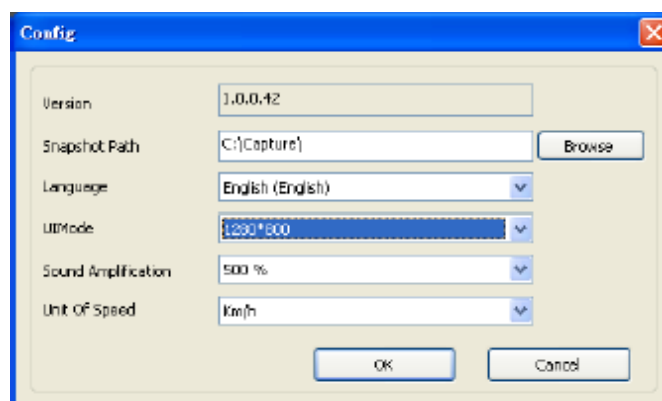 Config
Version 1.0.0.42
Snapshot Path C:\Capture\ Browse
Language English (English)
UIMode 1280*800
Sound Amplification 500 %
Unit Of Speed Km/h
OK Cancel